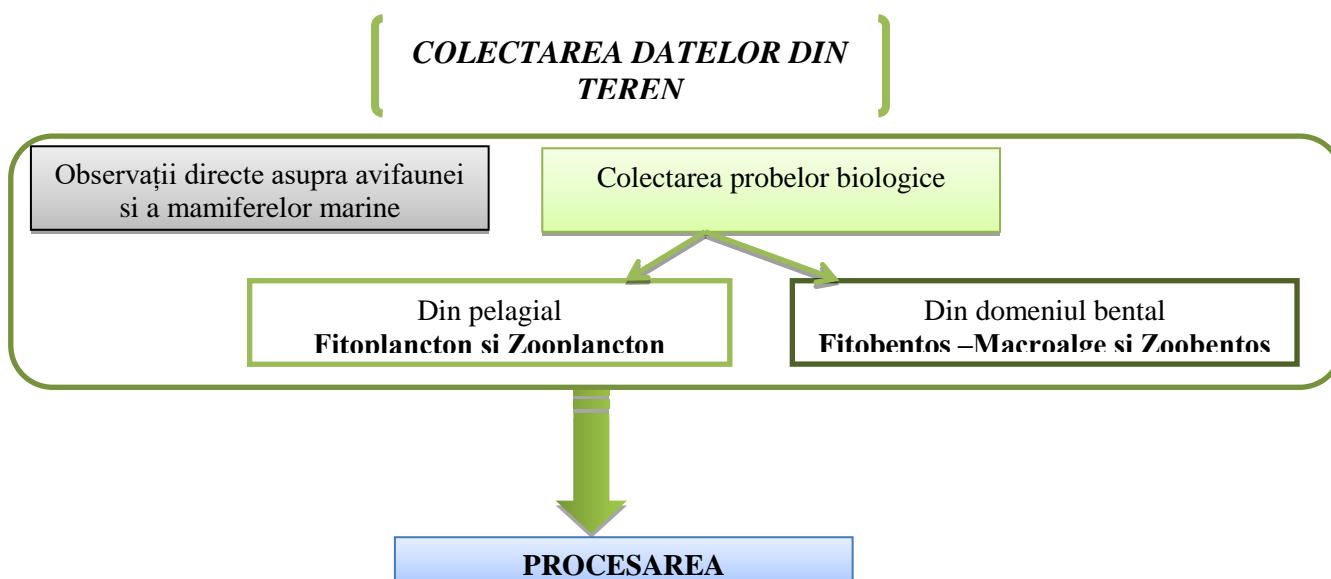 COLECTAREA DATELOR DIN
TEREN
Observații directe asupra avifaunei
si a mamiferelor marine
Colectarea probelor biologice
Din pelagial
Fitoplancton si Zooplancton
Din domeniul bental
Fitobentos –Macroalge si Zoobentos
PROCESAREA